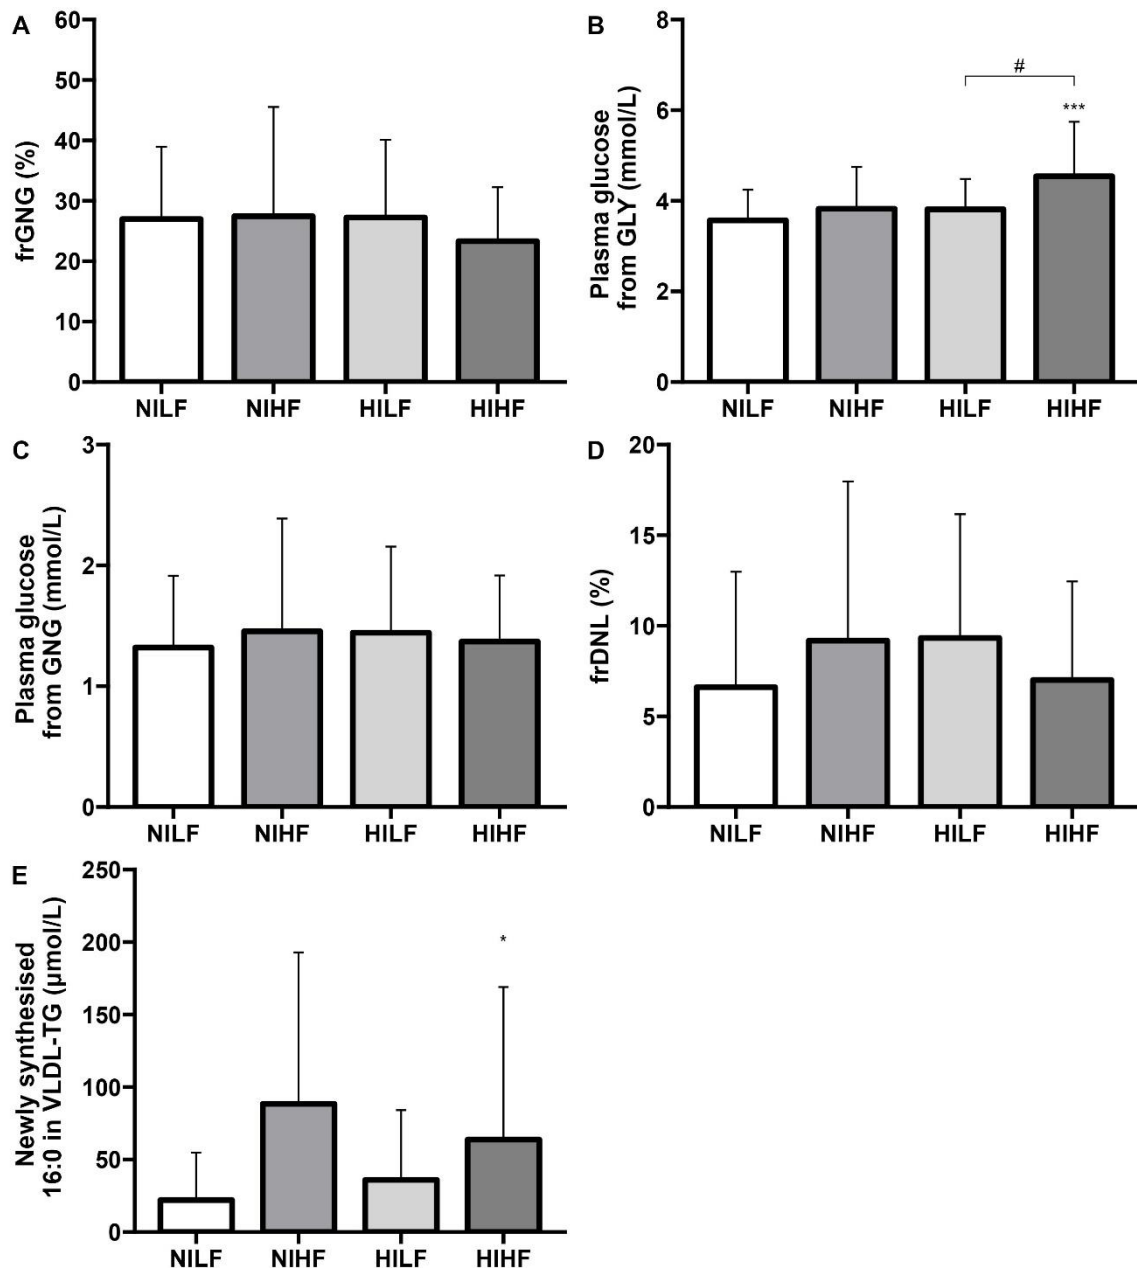 A
frGNG (%)
60
50
40
30
20
10
0
NILF NIHF HILF HIHF
B
Plasma glucose
from GLY (mmol/L)
8
6
4
2
0
#
***
NILF NIHF HILF HIHF
C
Plasma glucose
from GNG (mmol/L)
3
2
1
0
NILF NIHF HILF HIHF
D
frDNL (%)
20
15
10
5
0
NILF NIHF HILF HIHF
E
Newly synthesised
16:0 in VLDL-TG (μmol/L)
250
200
150
100
50
0
*
NILF NIHF HILF HIHF